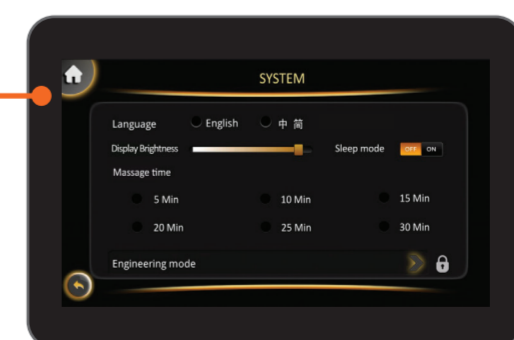 SYSTEM
Language English 中 简
Display Brightness Sleep mode OFF ON
Massage time
5 Min 10 Min 15 Min
20 Min 25 Min 30 Min
Engineering mode